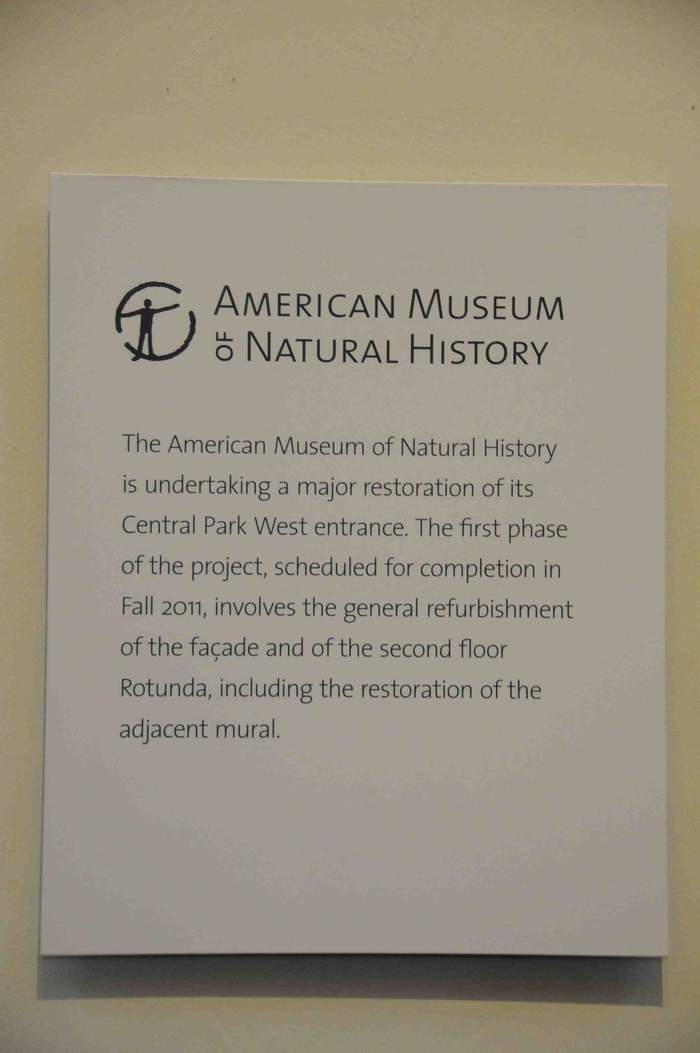 AMERICAN MUSEUM
OF NATURAL HISTORY
The American Museum of Natural History
is undertaking a major restoration of its
Central Park West entrance. The first phase
of the project, scheduled for completion in
Fall 2011, involves the general refurbishment
of the façade and of the second floor
Rotunda, including the restoration of the
adjacent mural.